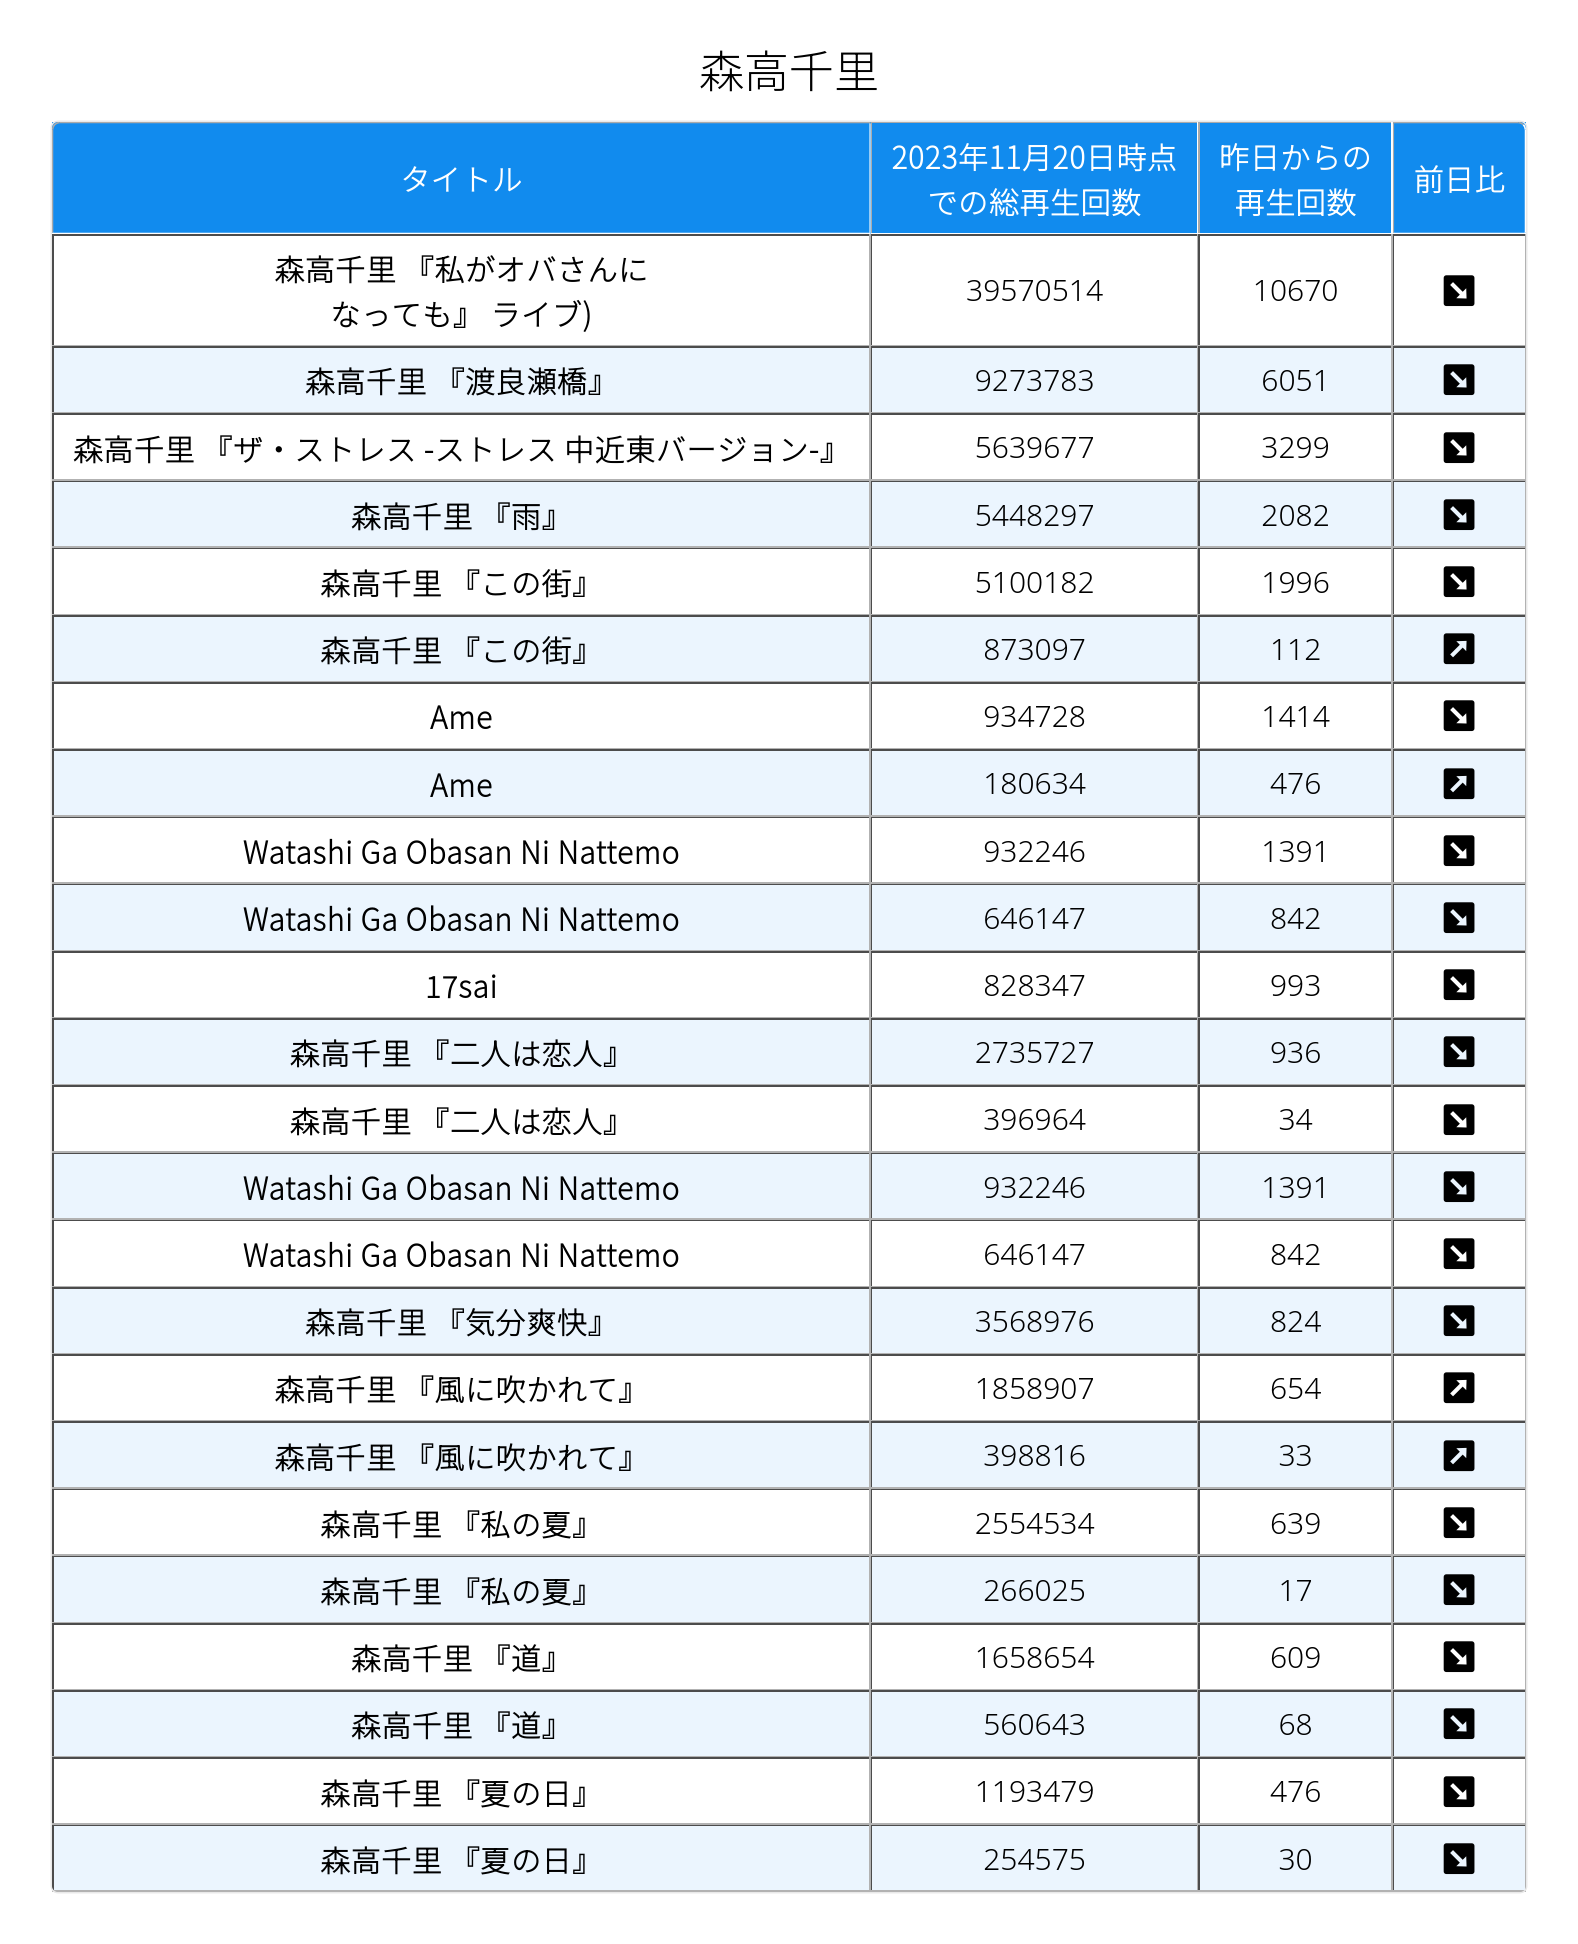 森高千里
タイトル
2023年11月20日時点
での総再生回数
昨日からの
再生回数
前日比
森高千里 『私がオバさんに
なっても』 ライブ)
39570514 10670
森高千里 『渡良瀬橋』 9273783 6051
森高千里 『ザ・ストレス -ストレス 中近東バージョン-』 5639677 3299
森高千里 『雨』 5448297 2082
森高千里 『この街』 5100182 1996
森高千里 『この街』 873097 112
Ame 934728 1414
Ame 180634 476
Watashi Ga Obasan Ni Nattemo 932246 1391
Watashi Ga Obasan Ni Nattemo 646147 842
17sai 828347 993
森高千里 『二人は恋人』 2735727 936
森高千里 『二人は恋人』 396964 34
Watashi Ga Obasan Ni Nattemo 932246 1391
Watashi Ga Obasan Ni Nattemo 646147 842
森高千里 『気分爽快』 3568976 824
森高千里 『風に吹かれて』 1858907 654
森高千里 『風に吹かれて』 398816 33
森高千里 『私の夏』 2554534 639
森高千里 『私の夏』 266025 17
森高千里 『道』 1658654 609
森高千里 『道』 560643 68
森高千里 『夏の日』 1193479 476
森高千里 『夏の日』 254575 30